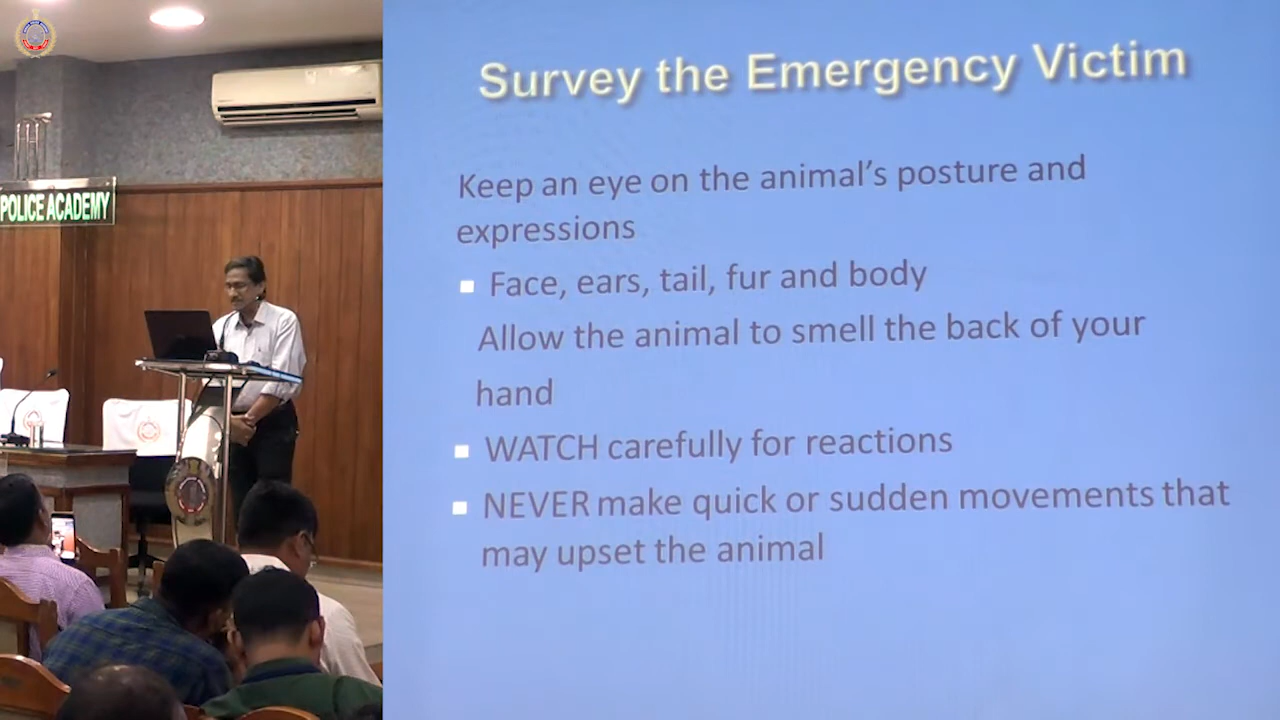 Survey the Emergency Victim
POLICE ACADEMY
Keep an eye on the animal's posture and
expressions
▪ Face, ears, tail, fur and body
Allow the animal to smell the back of your
hand
▪ WATCH carefully for reactions
▪ NEVER make quick or sudden movements that
may upset the animal